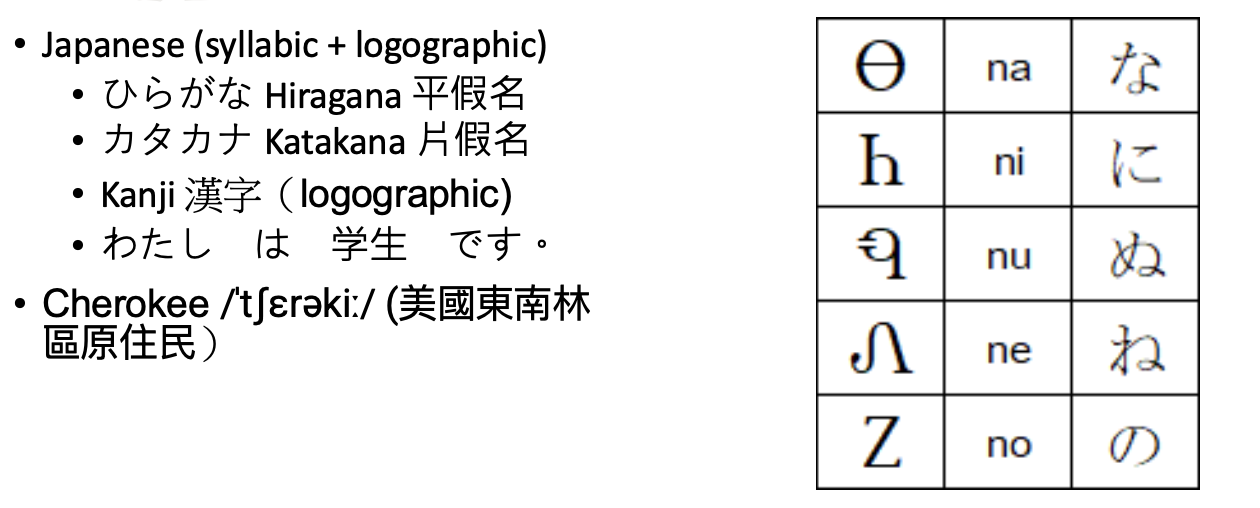 • Japanese (syllabic + logographic)
• ひらがな Hiragana 平假名
• カタカナ Katakana 片假名
• Kanji 漢字（logographic)
• わたし　は　学生　です。
• Cherokee /ˈtʃɛrəkiː/ (美國東南林
區原住民）
Ꮎ na な
Ꮒ ni に
Ꮔ nu ぬ
Ꮑ ne ね
Ꮓ no の